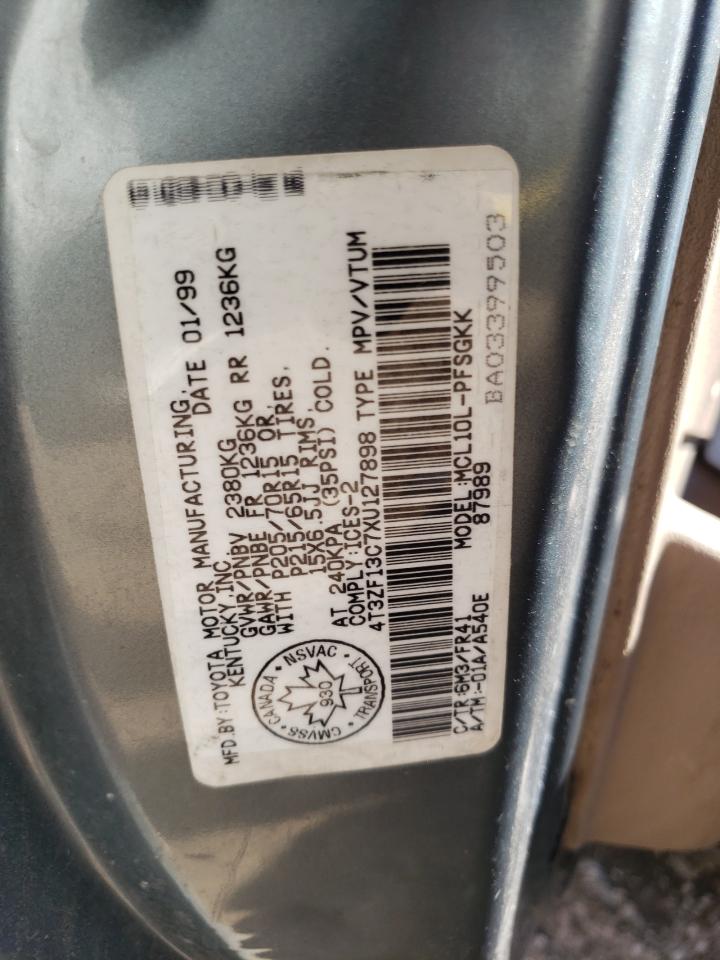 MFD.BY:TOYOTA MOTOR MANUFACTURING,
KENTUCKY,INC. DATE 01/99
GVWR/PNBV 2380KG
GAWR/PNBE FR 1236KG RR 1236KG
WITH P205/70R15 OR,
P215/65R15 TIRES,
15X6.5JJ RIMS,
AT 240KPA (35PSI) COLD.
COMPLY:ICES-2
4T3ZF13C7XU127898 TYPE MPV/VTUM
CANADA • NSVAC • TRANSPORT • CMVSS
930
C/TR:6M3/FR41 MODEL:MCL10L-PFSGKK
A/TM:-01A/A540E 87989
BA03399503